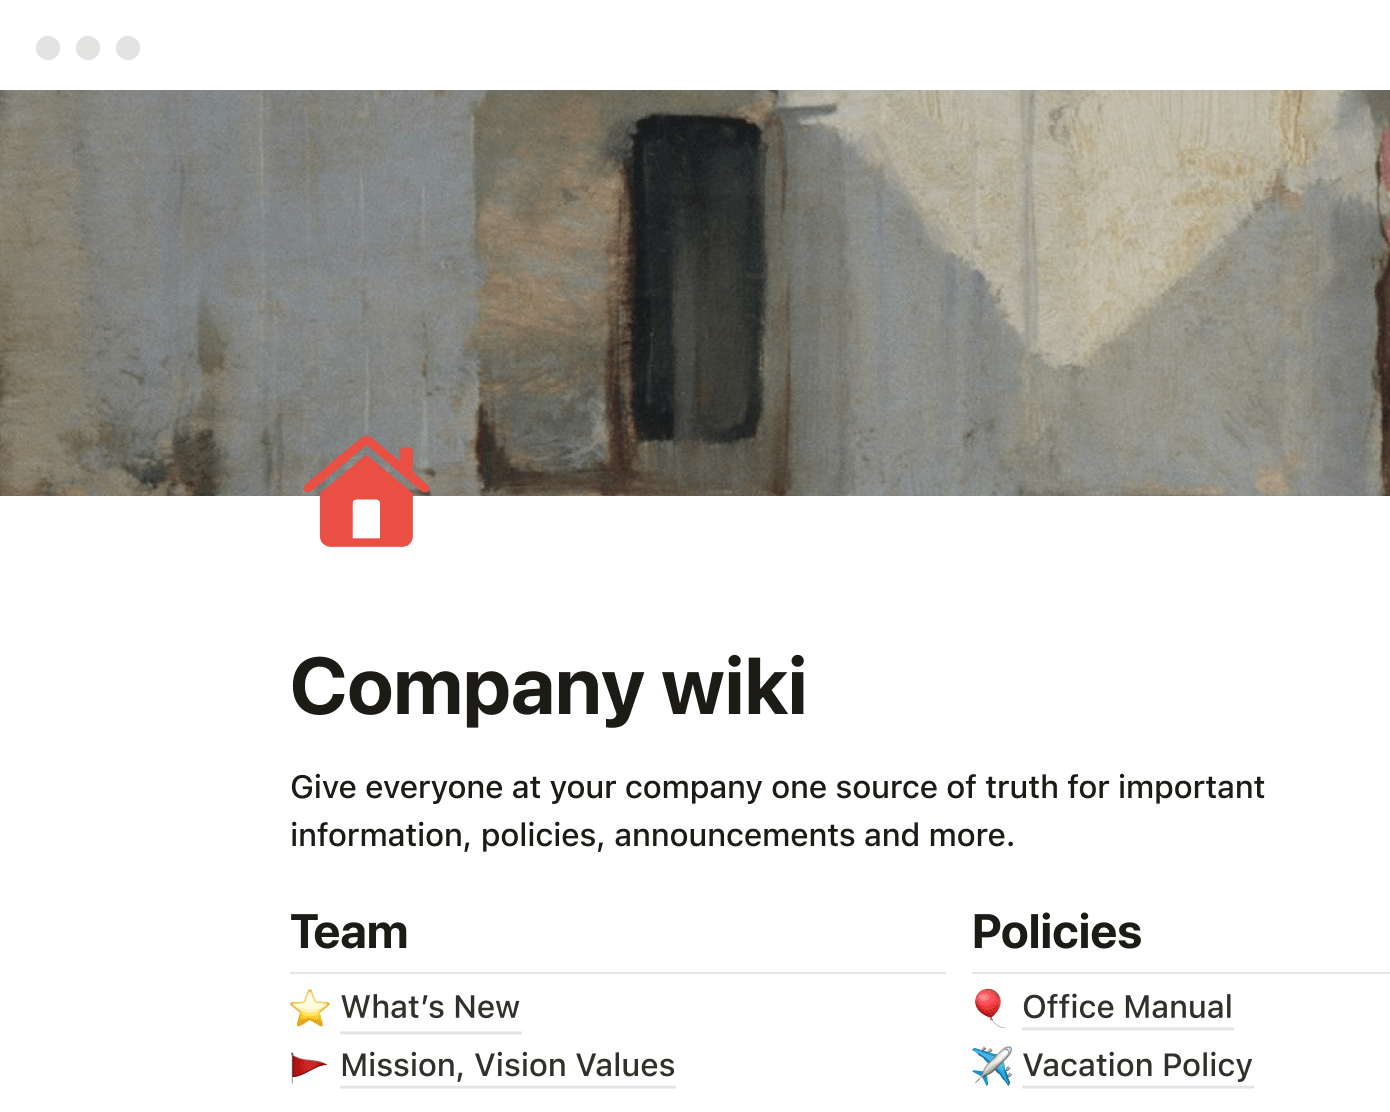 Company wiki
Give everyone at your company one source of truth for important
information, policies, announcements and more.
Team
What’s New
Mission, Vision Values
Policies
Office Manual
Vacation Policy